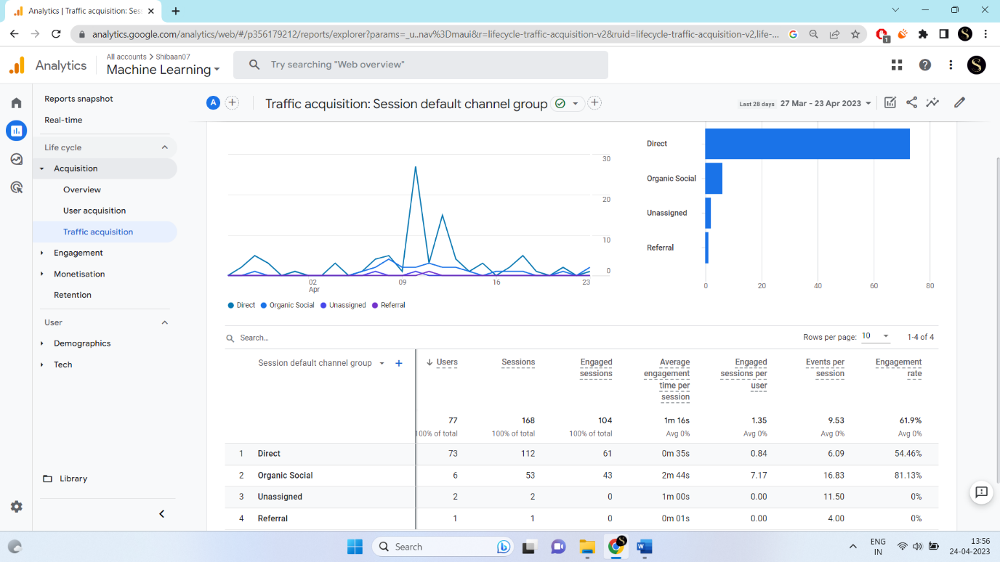 Analytics | Traffic acquisition: Ses
analytics.google.com/analytics/web/#/p356179212/reports/explorer?params=_u..nav%3Dmaui&r=lifecycle-traffic-acquisition-v2&ruid=lifecycle-traffic-acquisition-v2,life-...
1
S
Analytics
All accounts > Shibaan07
Machine Learning
Try searching "Web overview"
S
Reports snapshot
Real-time
Life cycle
Acquisition
Overview
User acquisition
Traffic acquisition
Engagement
Monetisation
Retention
User
Demographics
Tech
Library
A
Traffic acquisition: Session default channel group
Last 28 days 27 Mar - 23 Apr 2023
30
20
10
0
02
Apr
09
16
23
Direct Organic Social Unassigned Referral
Direct
Organic Social
Unassigned
Referral
0 20 40 60 80
Search...
Rows per page: 10 1-4 of 4
Session default channel group
Users
Sessions
Engaged
sessions
Average
engagement
time per
session
Engaged
sessions per
user
Events per
session
Engagement
rate
77 168 104 1m 16s 1.35 9.53 61.9%
100% of total 100% of total 100% of total Avg 0% Avg 0% Avg 0% Avg 0%
1 Direct 73 112 61 0m 35s 0.84 6.09 54.46%
2 Organic Social 6 53 43 2m 44s 7.17 16.83 81.13%
3 Unassigned 2 2 0 1m 00s 0.00 11.50 0%
4 Referral 1 1 0 0m 01s 0.00 4.00 0%
Search
ENG
IN
13:56
24-04-2023